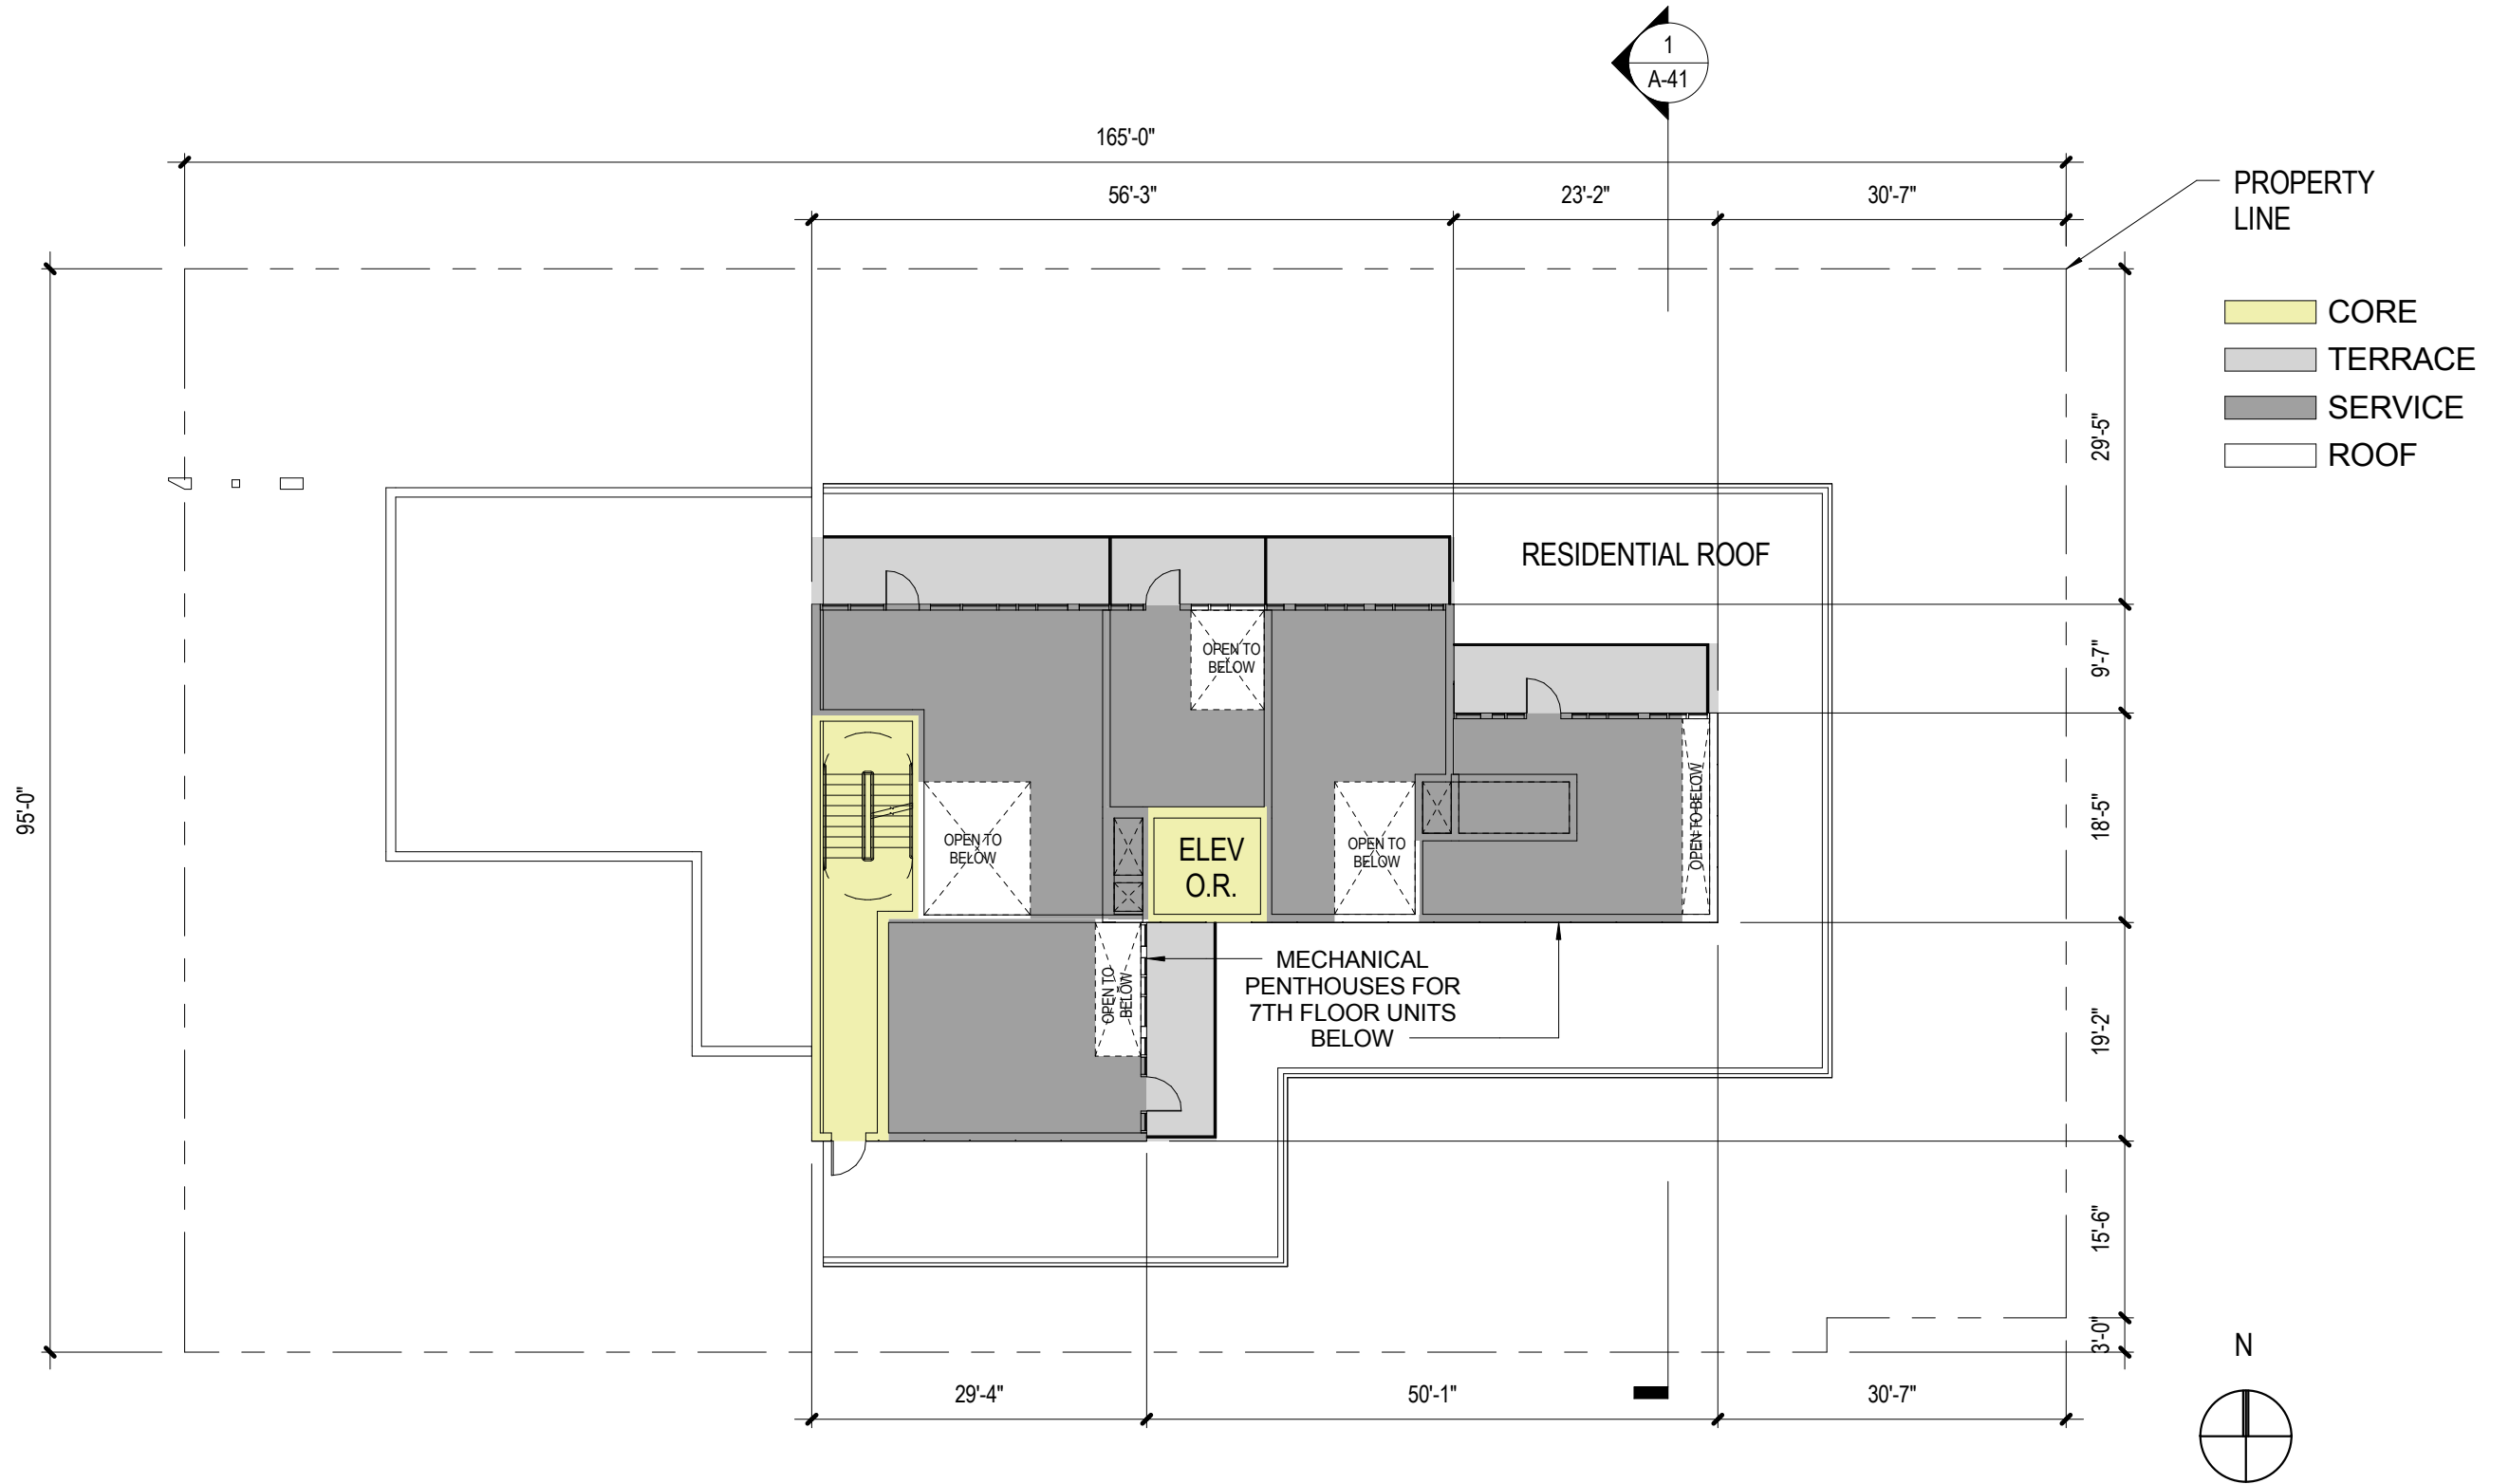 1
A-41
165'-0"
56'-3"
23'-2"
30'-7"
PROPERTY
LINE
CORE
TERRACE
SERVICE
ROOF
29'-5"
RESIDENTIAL ROOF
OPEN TO
BELOW
9'-7"
95'-0"
OPEN TO
BELOW
ELEV
O.R.
OPEN TO
BELOW
OPEN TO BELOW
18'-5"
OPEN TO
BELOW
MECHANICAL
PENTHOUSES FOR
7TH FLOOR UNITS
BELOW
19'-2"
15'-6"
3'-0"
N
29'-4"
50'-1"
30'-7"